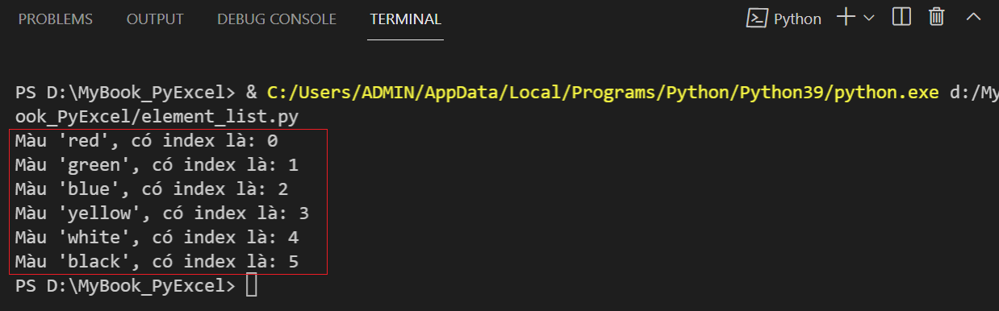 PROBLEMS OUTPUT DEBUG CONSOLE TERMINAL Python
PS D:\MyBook_PyExcel> & C:/Users/ADMIN/AppData/Local/Programs/Python/Python39/python.exe d:/My
ook_PyExcel/element_list.py
Màu 'red', có index là: 0
Màu 'green', có index là: 1
Màu 'blue', có index là: 2
Màu 'yellow', có index là: 3
Màu 'white', có index là: 4
Màu 'black', có index là: 5
PS D:\MyBook_PyExcel>